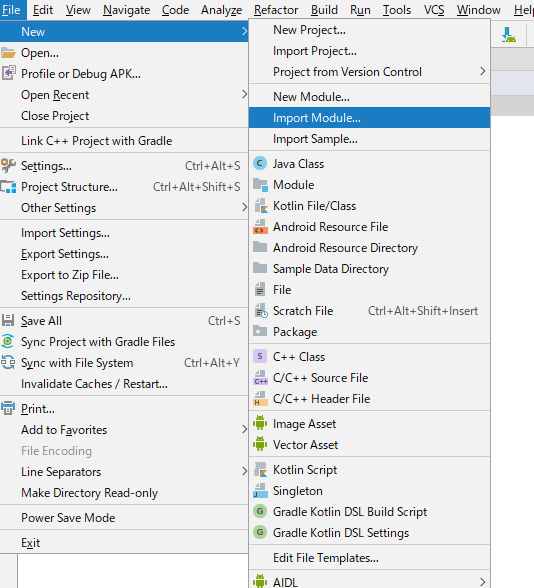 File Edit View Navigate Code Analyze Refactor Build Run Tools VCS Window Help
New
Open...
Profile or Debug APK...
Open Recent
Close Project
Link C++ Project with Gradle
Settings... Ctrl+Alt+S
Project Structure... Ctrl+Alt+Shift+S
Other Settings
Import Settings...
Export Settings...
Export to Zip File...
Settings Repository...
Save All Ctrl+S
Sync Project with Gradle Files
Sync with File System Ctrl+Alt+Y
Invalidate Caches / Restart...
Print...
Add to Favorites
File Encoding
Line Separators
Make Directory Read-only
Power Save Mode
Exit
New Project...
Import Project...
Project from Version Control
New Module...
Import Module...
Import Sample...
Java Class
Module
Kotlin File/Class
Android Resource File
Android Resource Directory
Sample Data Directory
File
Scratch File Ctrl+Alt+Shift+Insert
Package
S C++ Class
C++ C/C++ Source File
H C/C++ Header File
Image Asset
Vector Asset
Kotlin Script
Singleton
G Gradle Kotlin DSL Build Script
G Gradle Kotlin DSL Settings
Edit File Templates...
AIDL